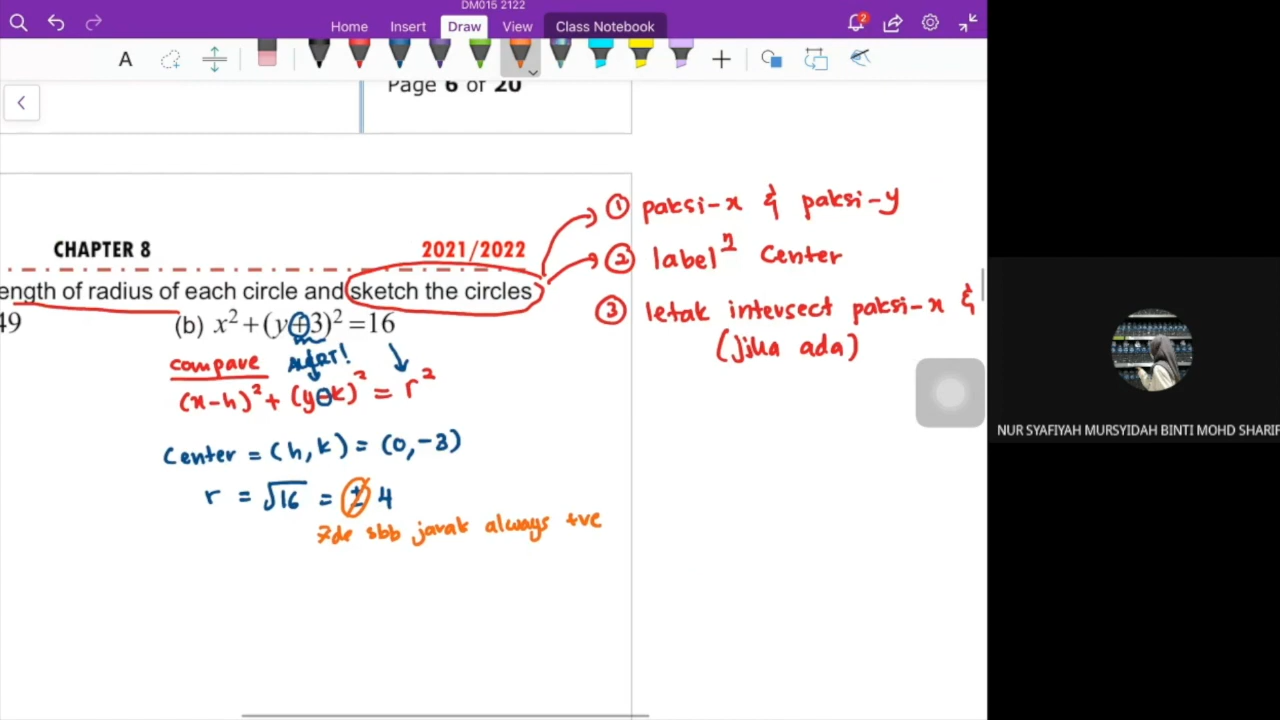 DM015 2122
Home Insert Draw View Class Notebook
2
A
Page 6 of 20
CHAPTER 8 2021/2022
ength of radius of each circle and sketch the circles
49 (b) x² + (y+3)² = 16
compare
(x-h)² + (y-k)² = r²
Center = (h, k) = (0, -3)
r = √16 = ± 4
sbb jarak always +ve
① paksi-x & paksi-y
② label² Center
③ letak intersect paksi-x &
(jika ada)
NUR SYAFIYAH MURSYIDAH BINTI MOHD SHARIF